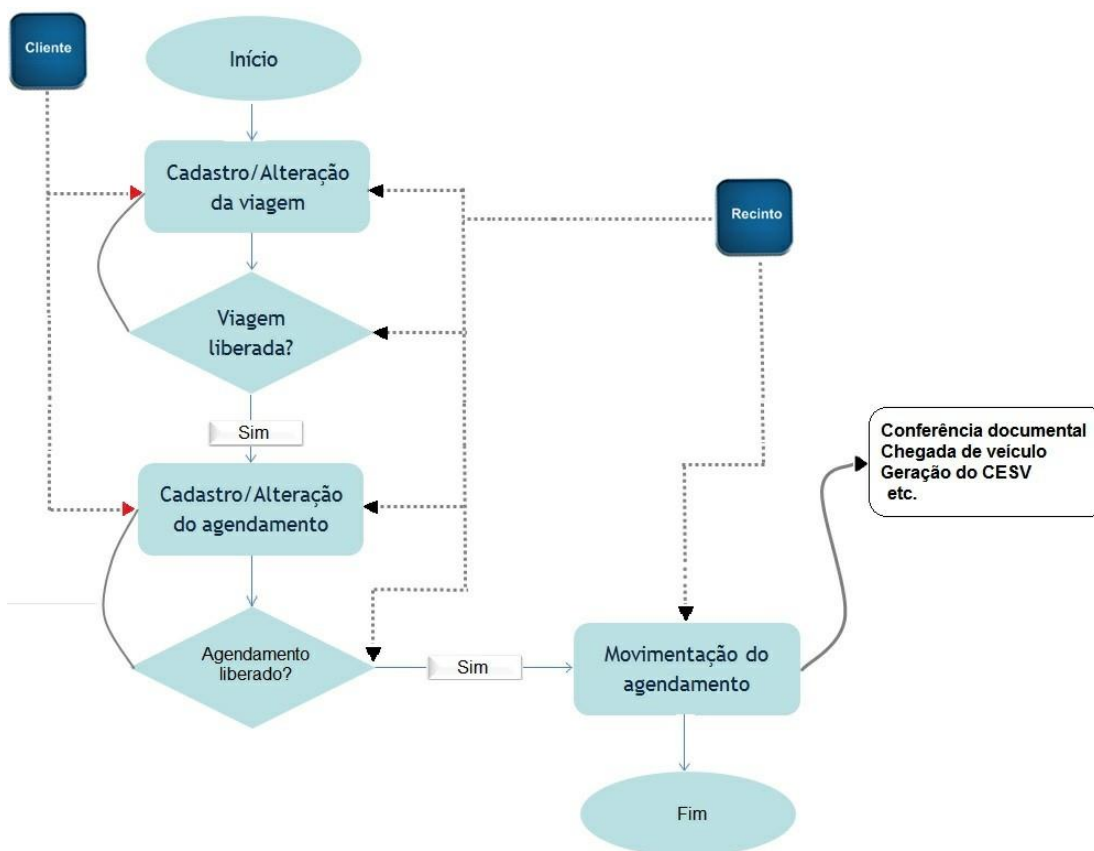 Cliente
Início
Cadastro/Alteração
da viagem
Recinto
Viagem
liberada?
Sim
Conferência documental
Chegada de veículo
Geração do CESV
etc.
Cadastro/Alteração
do agendamento
Agendamento
liberado?
Sim
Movimentação do
agendamento
Fim